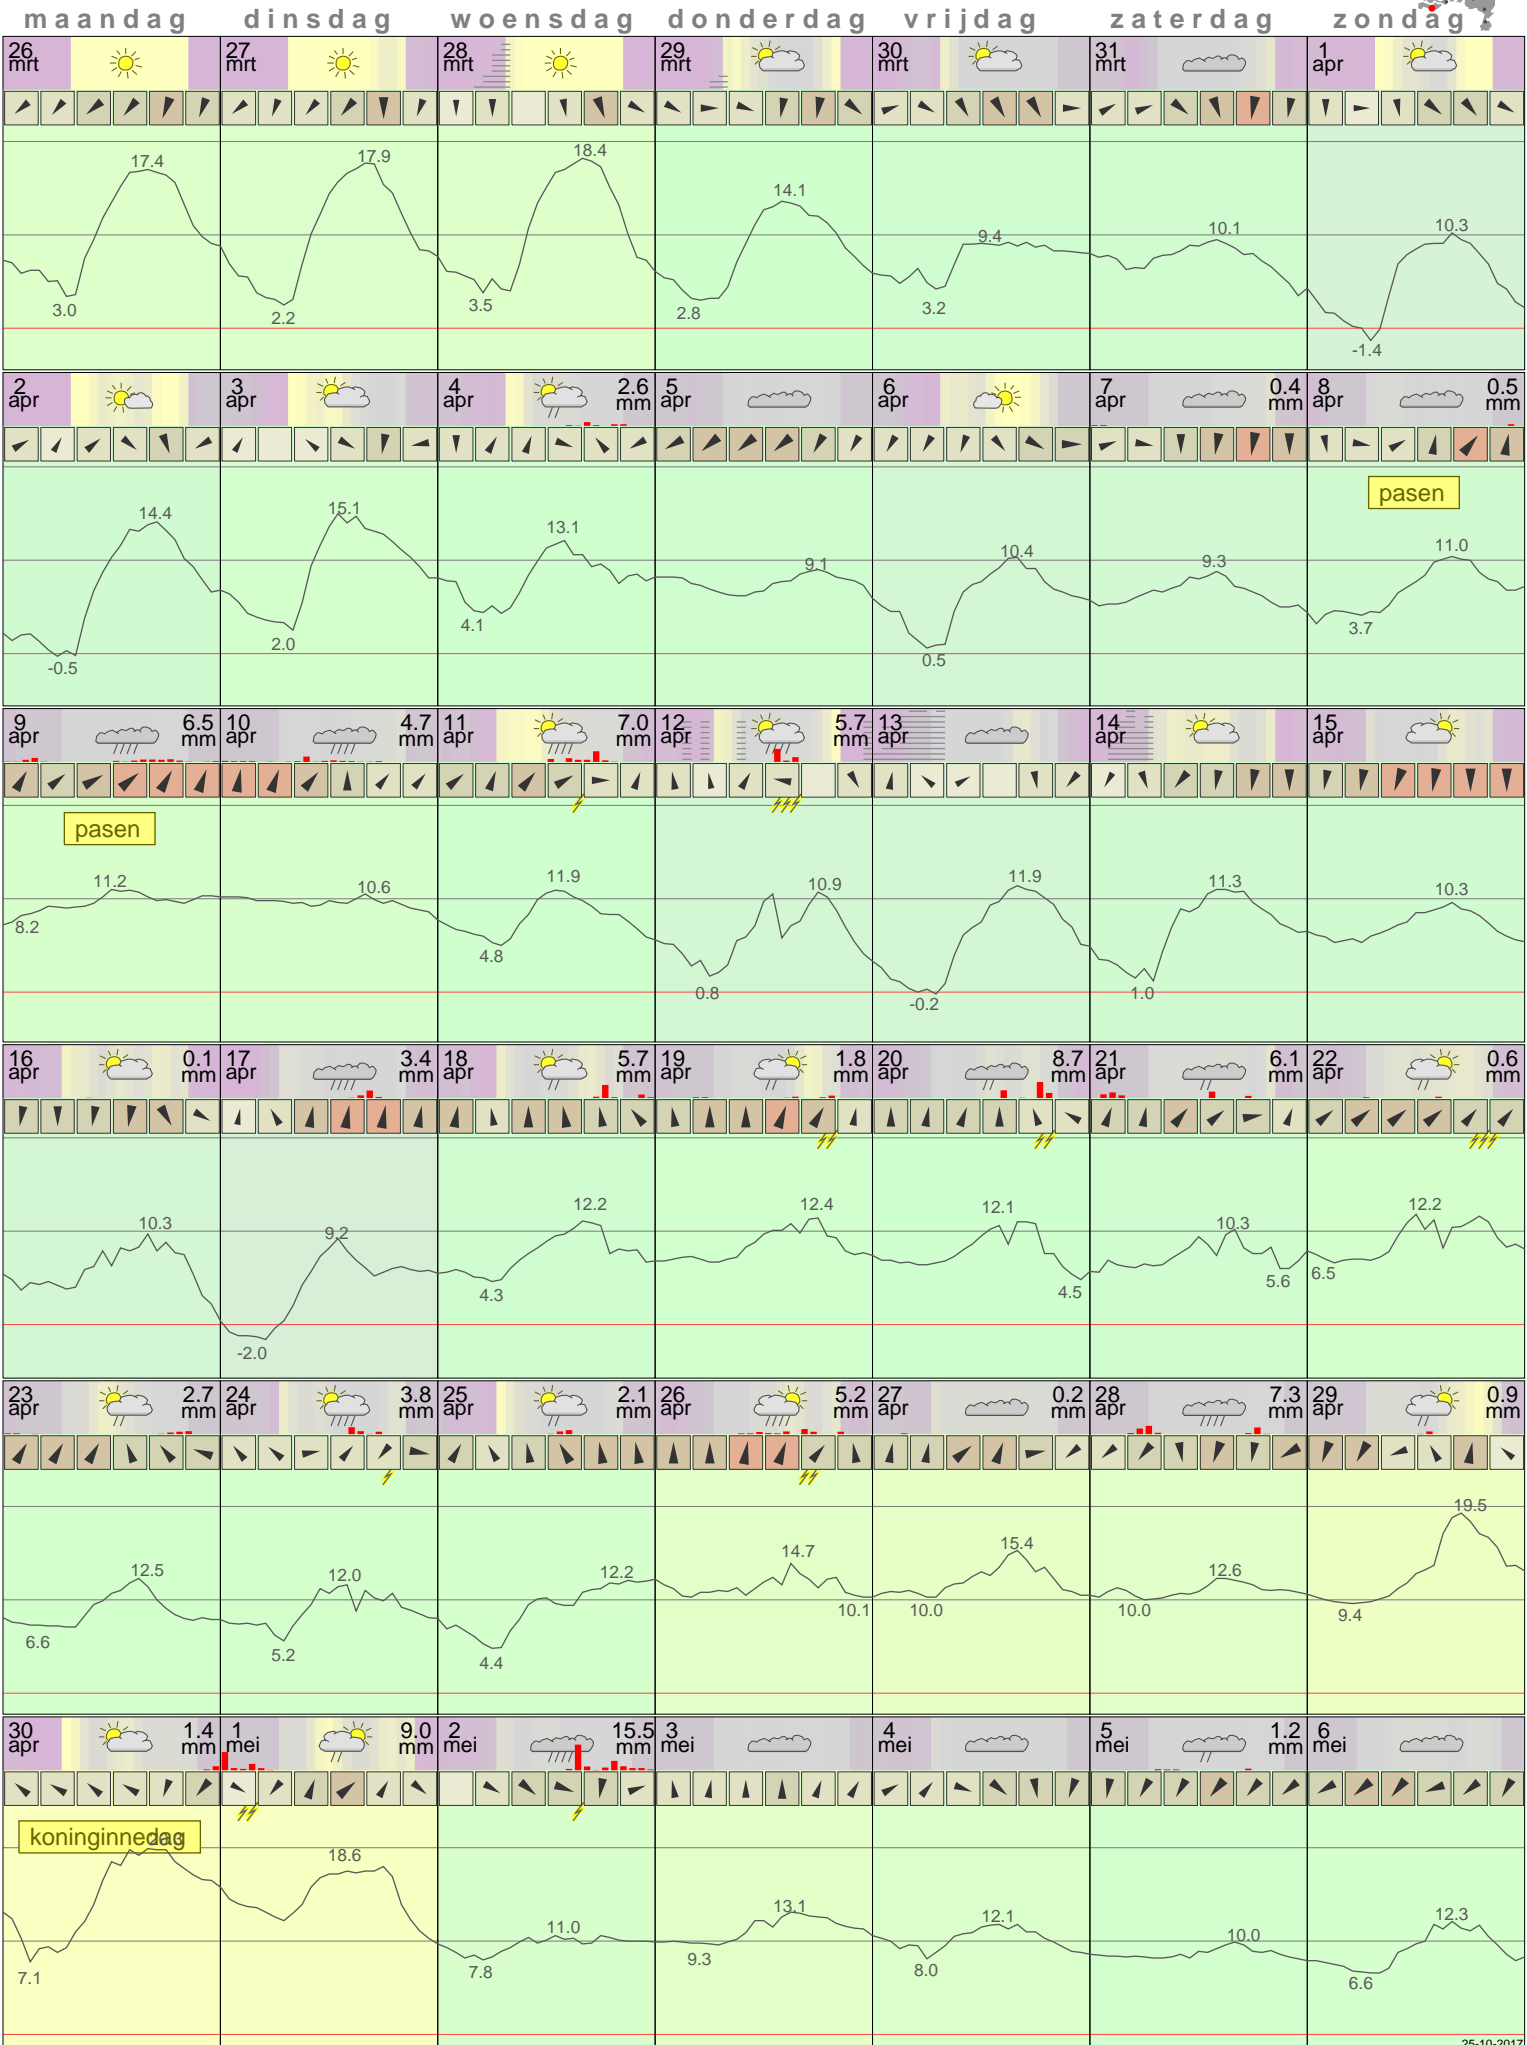 maandag dinsdag woensdag donderdag vrijdag zaterdag zondag
26 mrt 27 mrt 28 mrt 29 mrt 30 mrt 31 mrt 1 apr
17.4 17.9 18.4 14.1 9.4 10.1 10.3
3.0 2.2 3.5 2.8 3.2 -1.4
2 apr 3 apr 4 apr 2.6 mm 5 apr 6 apr 7 apr 0.4 mm 8 apr 0.5 mm
pasen
14.4 15.1 13.1 9.1 10.4 9.3 11.0
-0.5 2.0 4.1 0.5 3.7
9 apr 6.5 mm 10 apr 4.7 mm 11 apr 7.0 mm 12 apr 5.7 mm 13 apr 14 apr 15 apr
pasen
11.2 10.6 11.9 10.9 11.9 11.3 10.3
8.2 4.8 0.8 -0.2 1.0
16 apr 0.1 mm 17 apr 3.4 mm 18 apr 5.7 mm 19 apr 1.8 mm 20 apr 8.7 mm 21 apr 6.1 mm 22 apr 0.6 mm
10.3 9.2 12.2 12.4 12.1 10.3 12.2
-2.0 4.3 4.5 5.6 6.5
23 apr 2.7 mm 24 apr 3.8 mm 25 apr 2.1 mm 26 apr 5.2 mm 27 apr 0.2 mm 28 apr 7.3 mm 29 apr 0.9 mm
12.5 12.0 12.2 14.7 15.4 12.6 19.5
6.6 5.2 4.4 10.1 10.0 10.0 9.4
30 apr 1.4 mm 1 mei 9.0 mm 2 mei 15.5 mm 3 mei 4 mei 5 mei 1.2 mm 6 mei
koninginnedag
18.6 11.0 13.1 12.1 10.0 12.3
7.1 7.8 9.3 8.0 6.6
25-10-2017